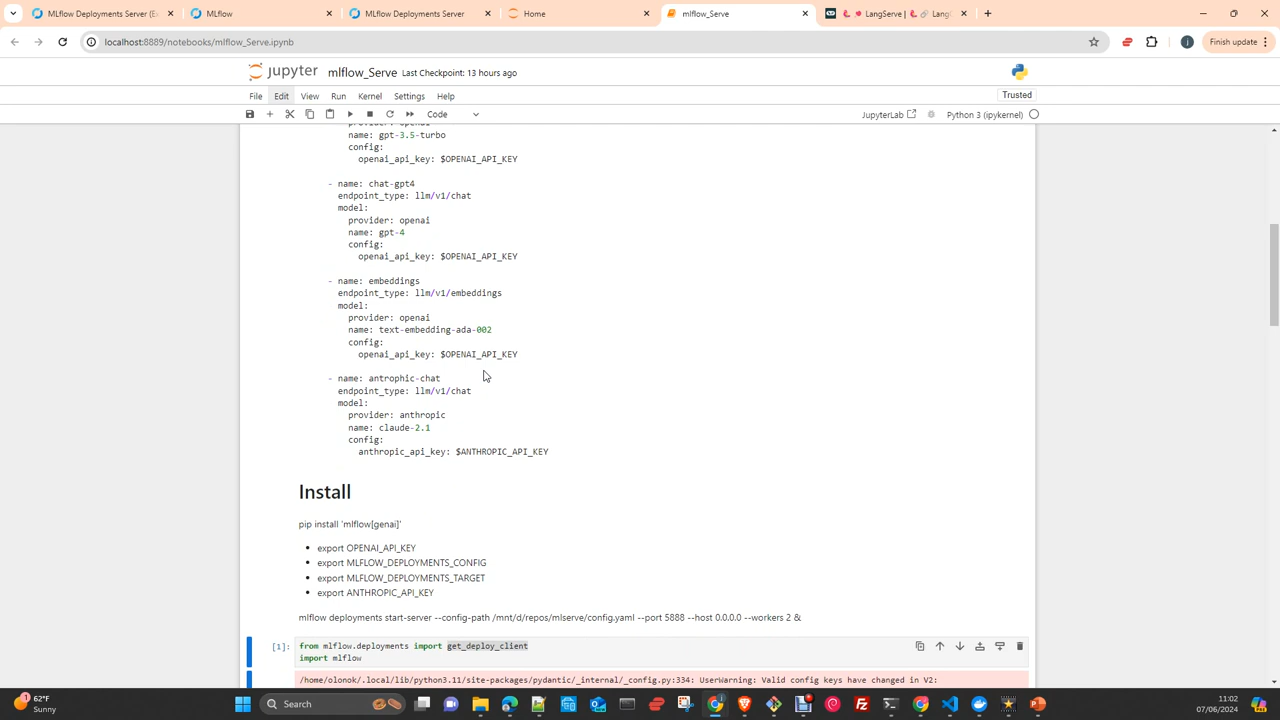 MLflow Deployments Server (E
MLflow
MLflow Deployments Server
Home
mlflow_Serve
LangServe |
Lang
localhost:8889/notebooks/mlflow_Serve.ipynb
Finish update
jupyter mlflow_Serve Last Checkpoint: 13 hours ago
File Edit View Run Kernel Settings Help
Trusted
Code
JupyterLab
Python 3 (ipykernel)
provider: openai
name: gpt-3.5-turbo
config:
openai_api_key: $OPENAI_API_KEY
- name: chat-gpt4
endpoint_type: llm/v1/chat
model:
provider: openai
name: gpt-4
config:
openai_api_key: $OPENAI_API_KEY
- name: embeddings
endpoint_type: llm/v1/embeddings
model:
provider: openai
name: text-embedding-ada-002
config:
openai_api_key: $OPENAI_API_KEY
- name: antrophic-chat
endpoint_type: llm/v1/chat
model:
provider: anthropic
name: claude-2.1
config:
anthropic_api_key: $ANTHROPIC_API_KEY
Install
pip install 'mlflow[genai]'
• export OPENAI_API_KEY
• export MLFLOW_DEPLOYMENTS_CONFIG
• export MLFLOW_DEPLOYMENTS_TARGET
• export ANTHROPIC_API_KEY
mlflow deployments start-server --config-path /mnt/d/repos/mlserve/config.yaml --port 5888 --host 0.0.0.0 --workers 2 &
[1]: from mlflow.deployments import get_deploy_client
import mlflow
/home/olonok/.local/lib/python3.11/site-packages/pydantic/_internal/_config.py:334: UserWarning: Valid config keys have changed in V2:
62°F
Sunny
Search
11:02
07/06/2024